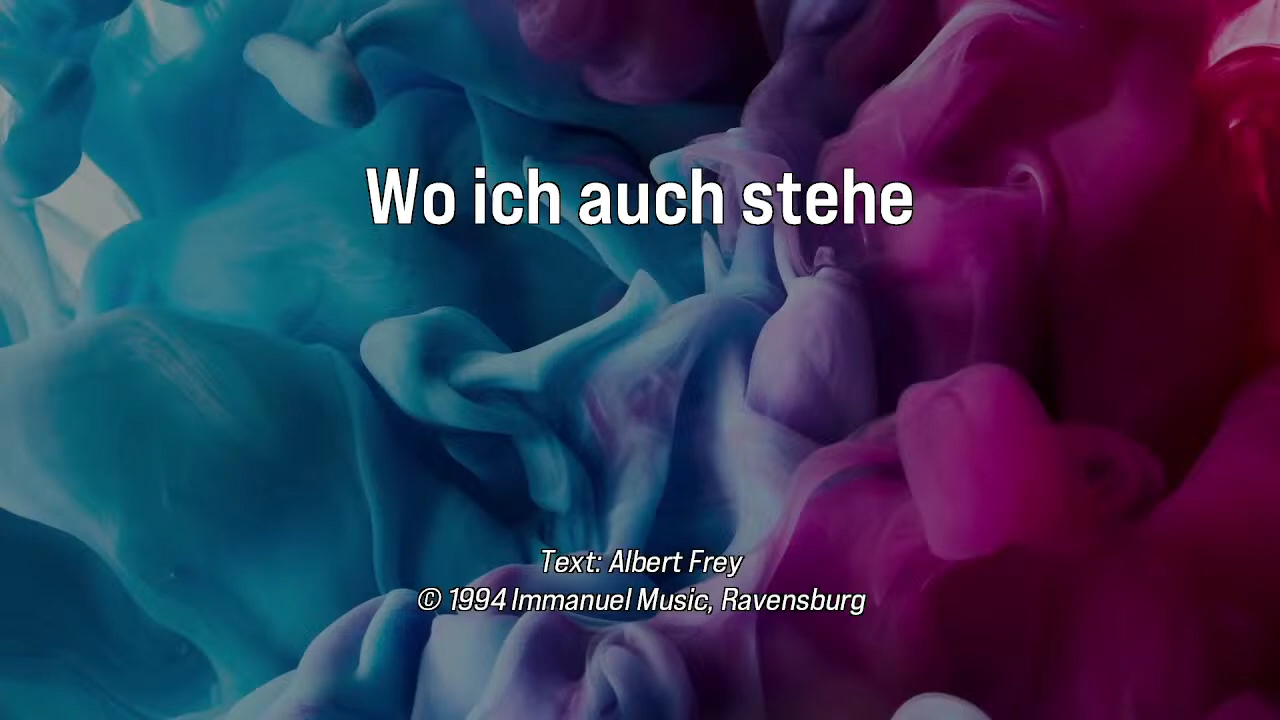 Wo ich auch stehe
Text: Albert Frey
© 1994 Immanuel Music, Ravensburg